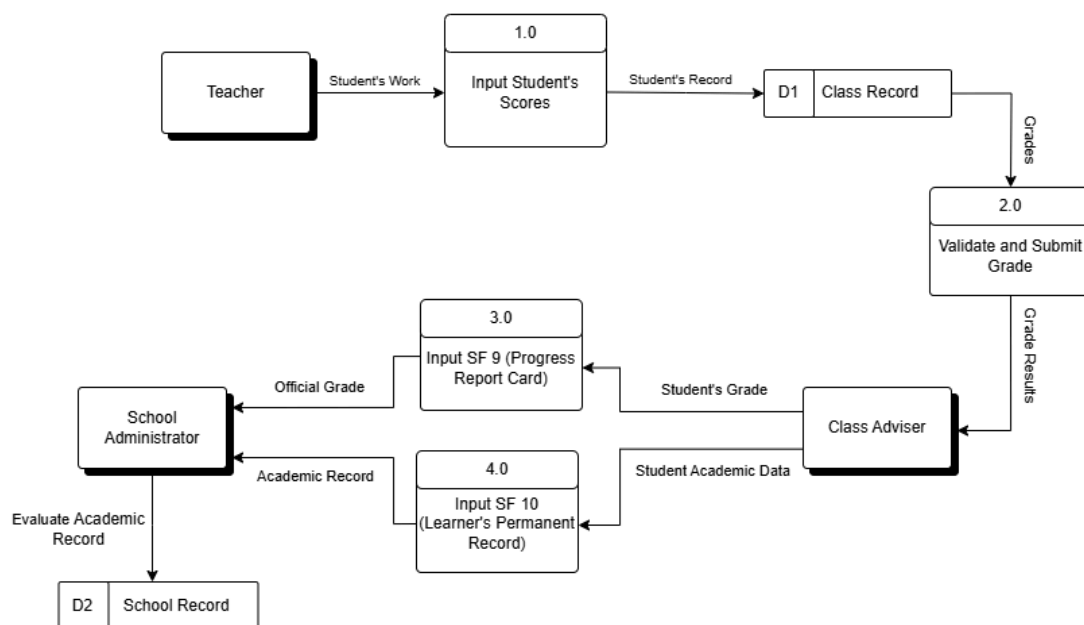 1.0
Input Student's
Scores
Teacher
Student's Work
Student's Record
D1
Class Record
Grades
2.0
Validate and Submit
Grade
Grade Results
3.0
Input SF 9 (Progress
Report Card)
Official Grade
Student's Grade
School
Administrator
Class Adviser
4.0
Input SF 10
(Learner's Permanent
Record)
Academic Record
Student Academic Data
Evaluate Academic
Record
D2
School Record